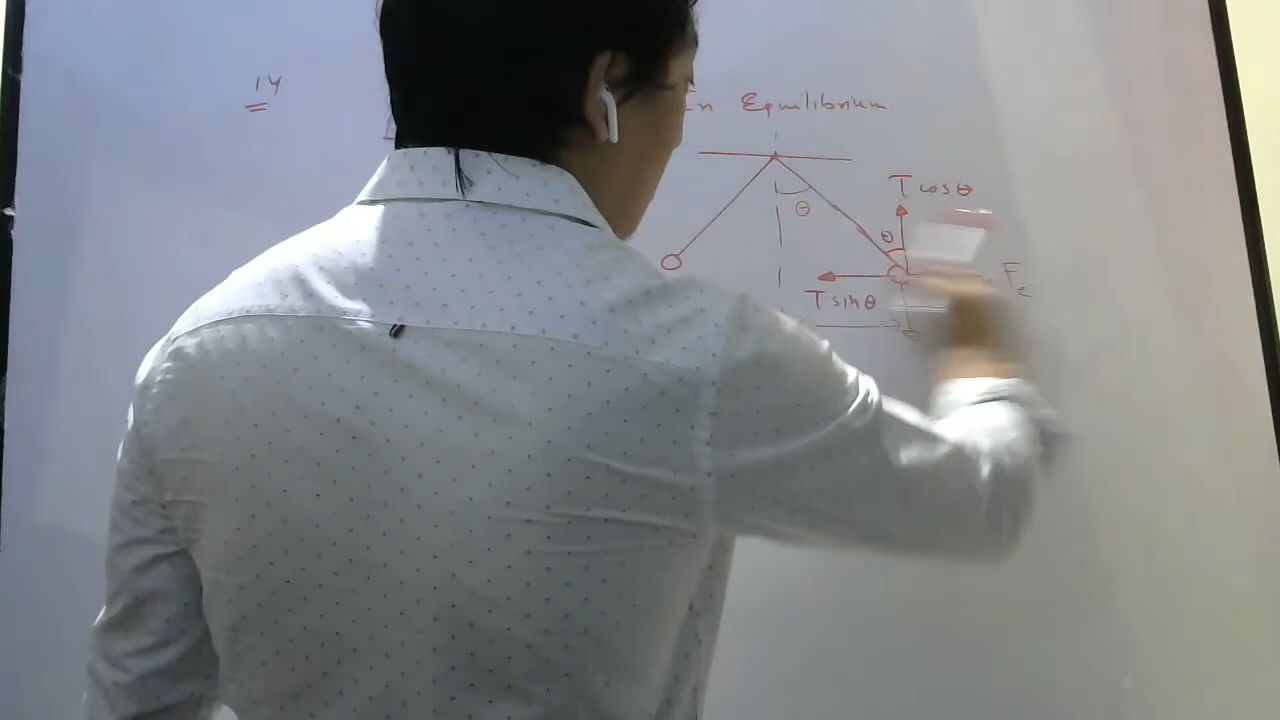 14
In Equilibrium
T cosθ
θ
θ
Fe
T sinθ